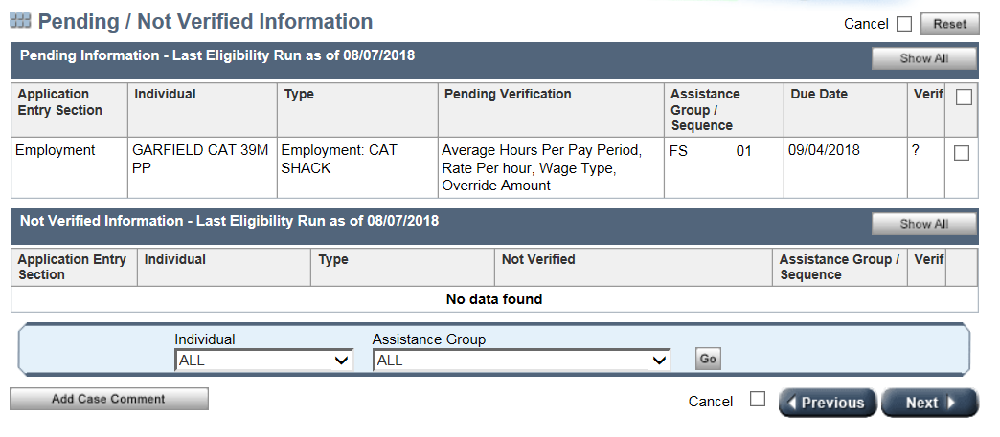 Pending / Not Verified Information
Cancel Reset
Pending Information - Last Eligibility Run as of 08/07/2018 Show All
Application Individual Type Pending Verification Assistance Due Date Verif
Entry Section Group /
Sequence
Employment GARFIELD CAT 39M Employment: CAT Average Hours Per Pay Period, FS 01 09/04/2018 ?
PP SHACK Rate Per hour, Wage Type,
Override Amount
Not Verified Information - Last Eligibility Run as of 08/07/2018 Show All
Application Entry Individual Type Not Verified Assistance Group / Verif
Section Sequence
No data found
Individual Assistance Group
ALL ALL Go
Add Case Comment Cancel Previous Next